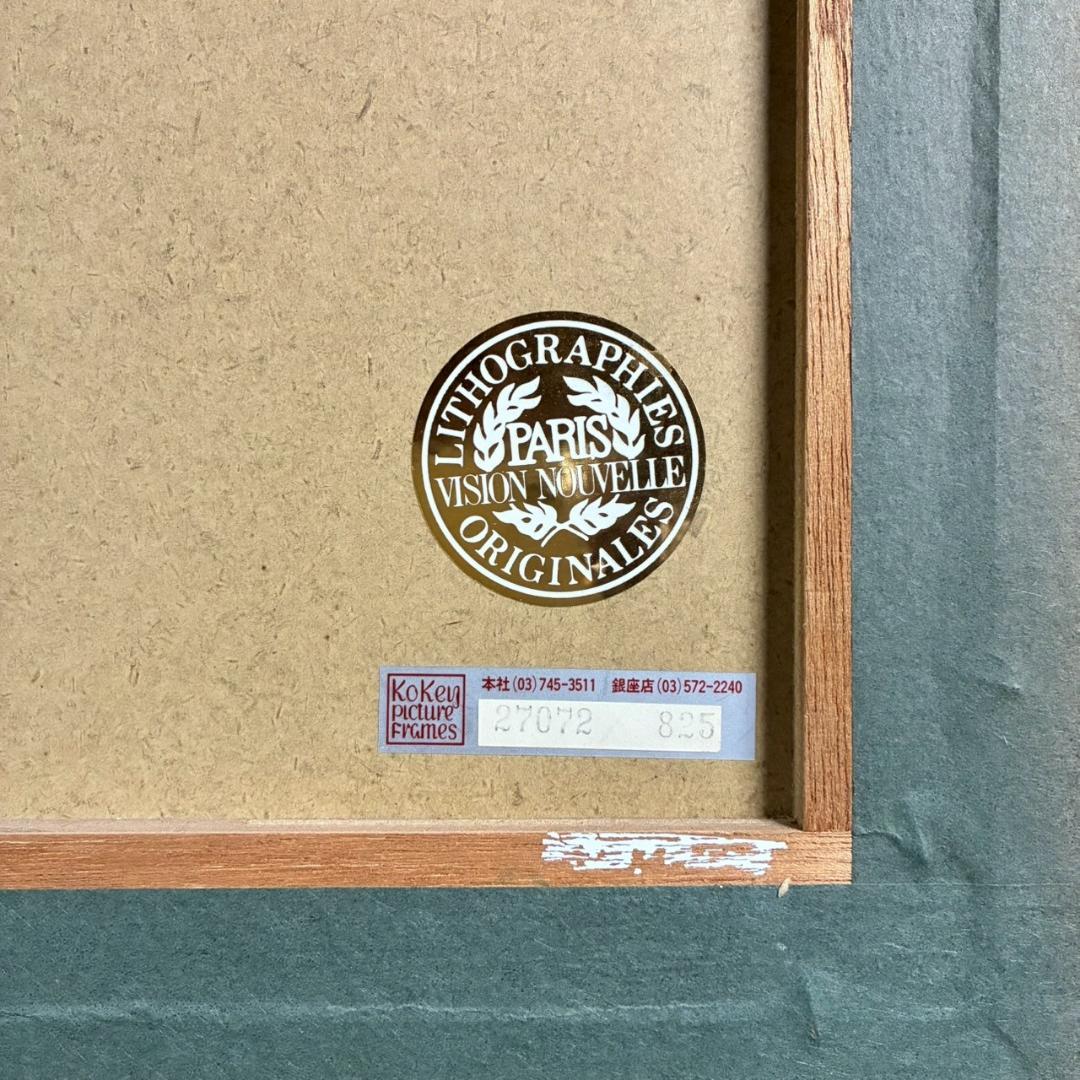 LITHOGRAPHIES
PARIS
VISION NOUVELLE
ORIGINALES
KoKey
picture
Frames
本社(03)745-3511 銀座店(03)572-2240
27072 825